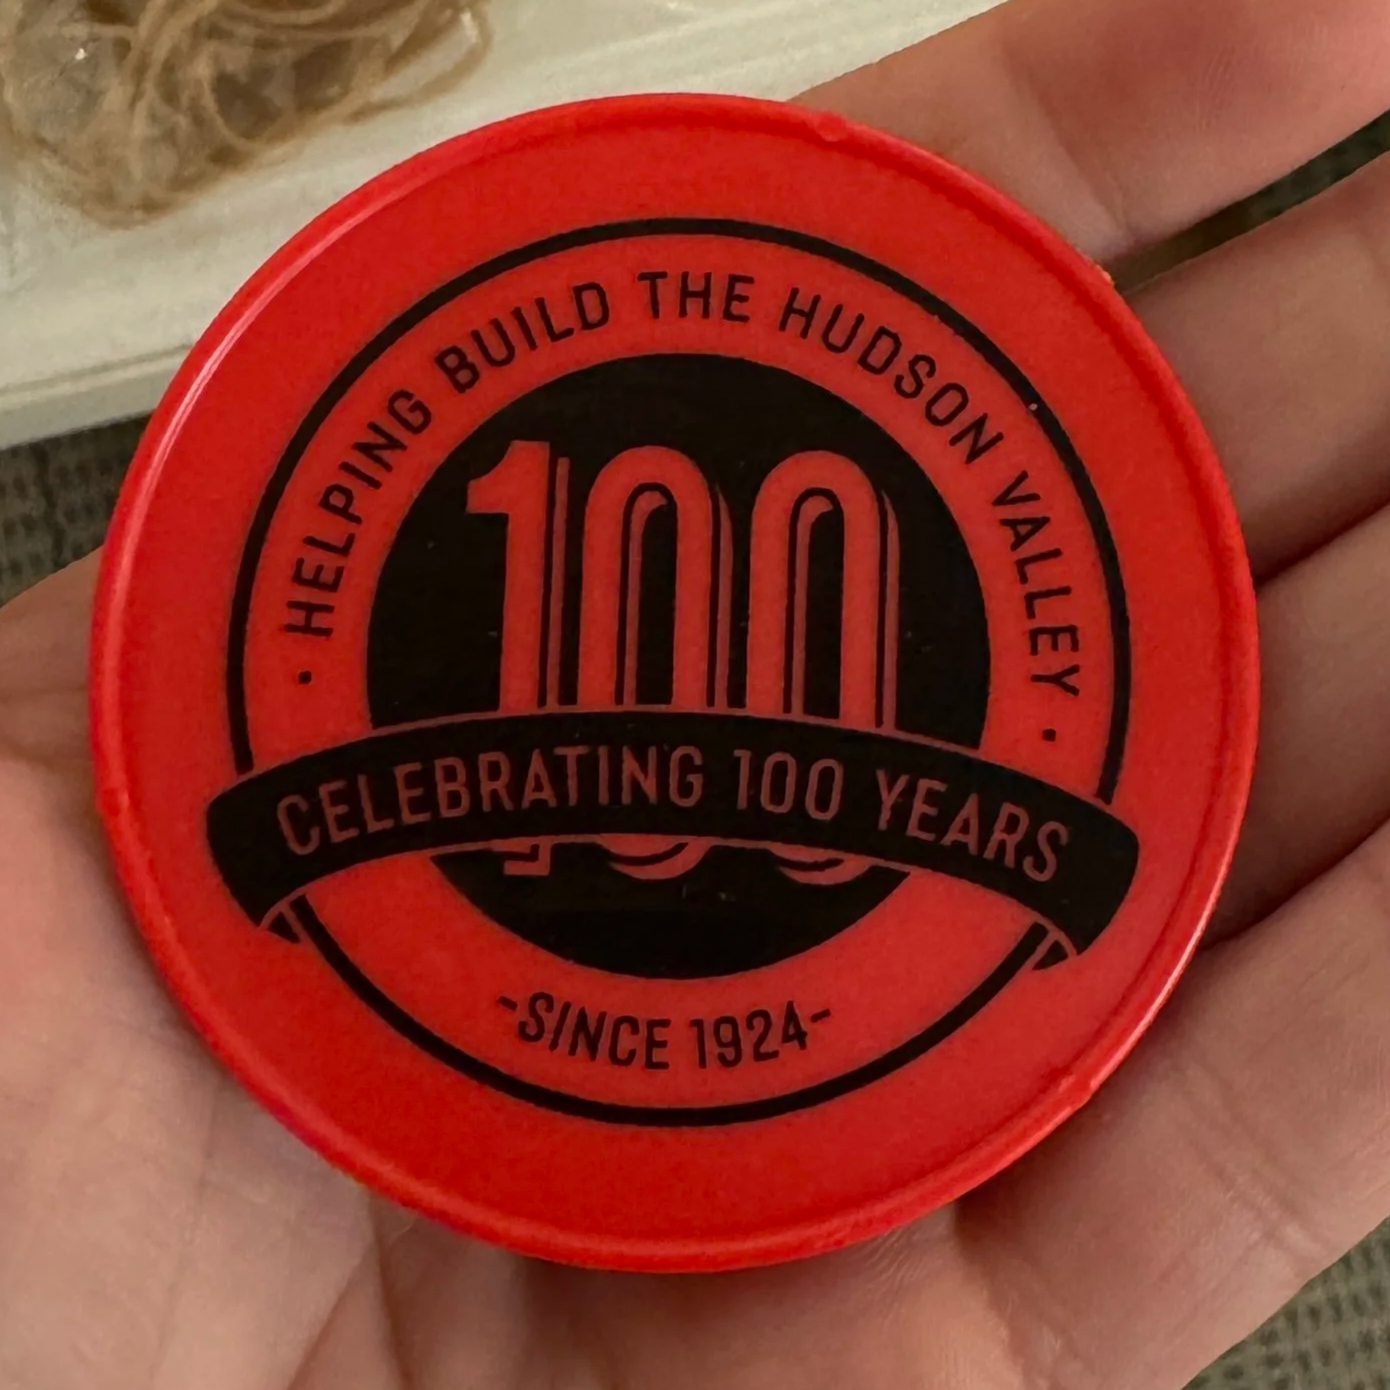 · HELPING BUILD THE HUDSON VALLEY ·
100
CELEBRATING 100 YEARS
-SINCE 1924-